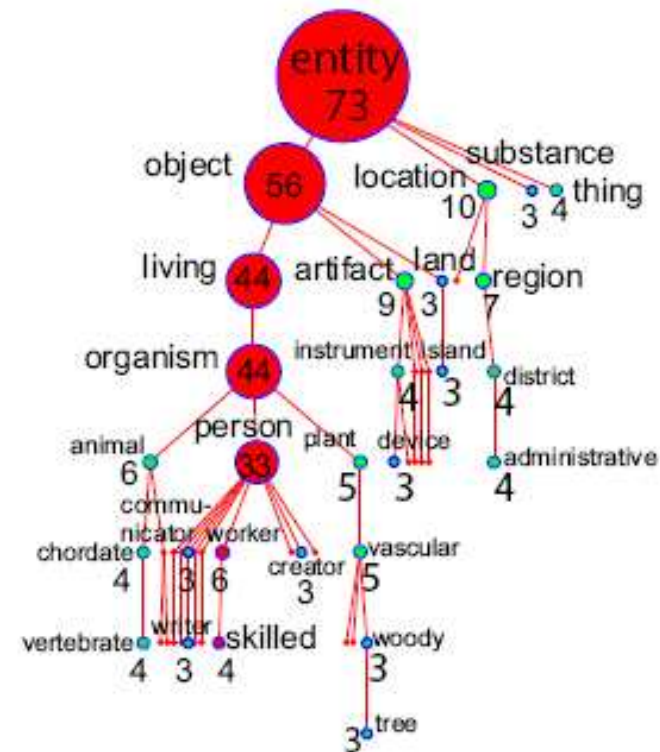 entity
73
substance
object
56
location
10
3
4
thing
living
44
artifact
9
land
3
region
7
organism
44
instrument
4
island
3
district
4
person
33
animal
6
plant
5
device
3
administrative
4
commu-
nicator
3
worker
6
creator
3
chordate
4
vascular
5
vertebrate
4
writer
3
skilled
4
woody
3
tree
3